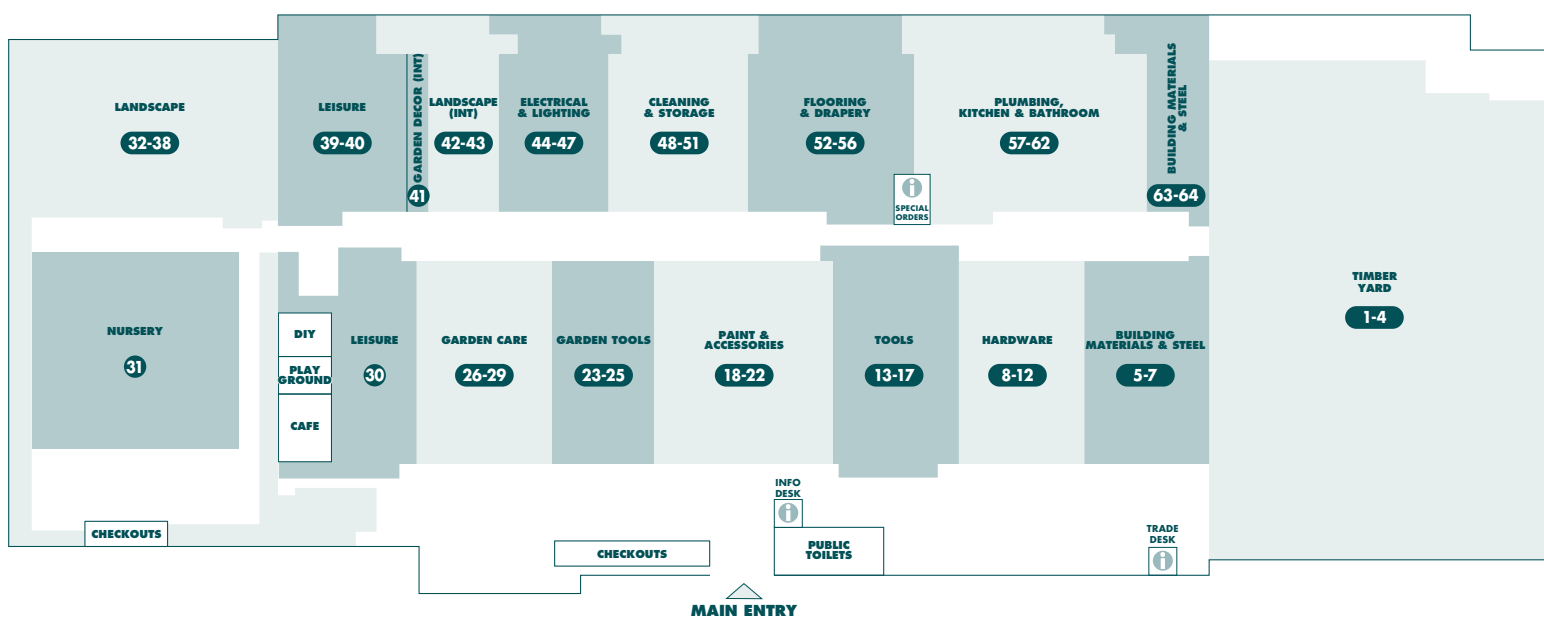 LANDSCAPE
32-38
LEISURE
39-40
GARDEN DECOR (INT)
41
LANDSCAPE
(INT)
42-43
ELECTRICAL
& LIGHTING
44-47
CLEANING
& STORAGE
48-51
FLOORING
& DRAPERY
52-56
PLUMBING,
KITCHEN & BATHROOM
57-62
BUILDING MATERIALS
& STEEL
63-64
i
SPECIAL
ORDERS
TIMBER
YARD
1-4
NURSERY
31
DIY
PLAY
GROUND
CAFE
LEISURE
30
GARDEN CARE
26-29
GARDEN TOOLS
23-25
PAINT &
ACCESSORIES
18-22
TOOLS
13-17
HARDWARE
8-12
BUILDING
MATERIALS & STEEL
5-7
INFO
DESK
i
CHECKOUTS
CHECKOUTS
PUBLIC
TOILETS
TRADE
DESK
i
MAIN ENTRY